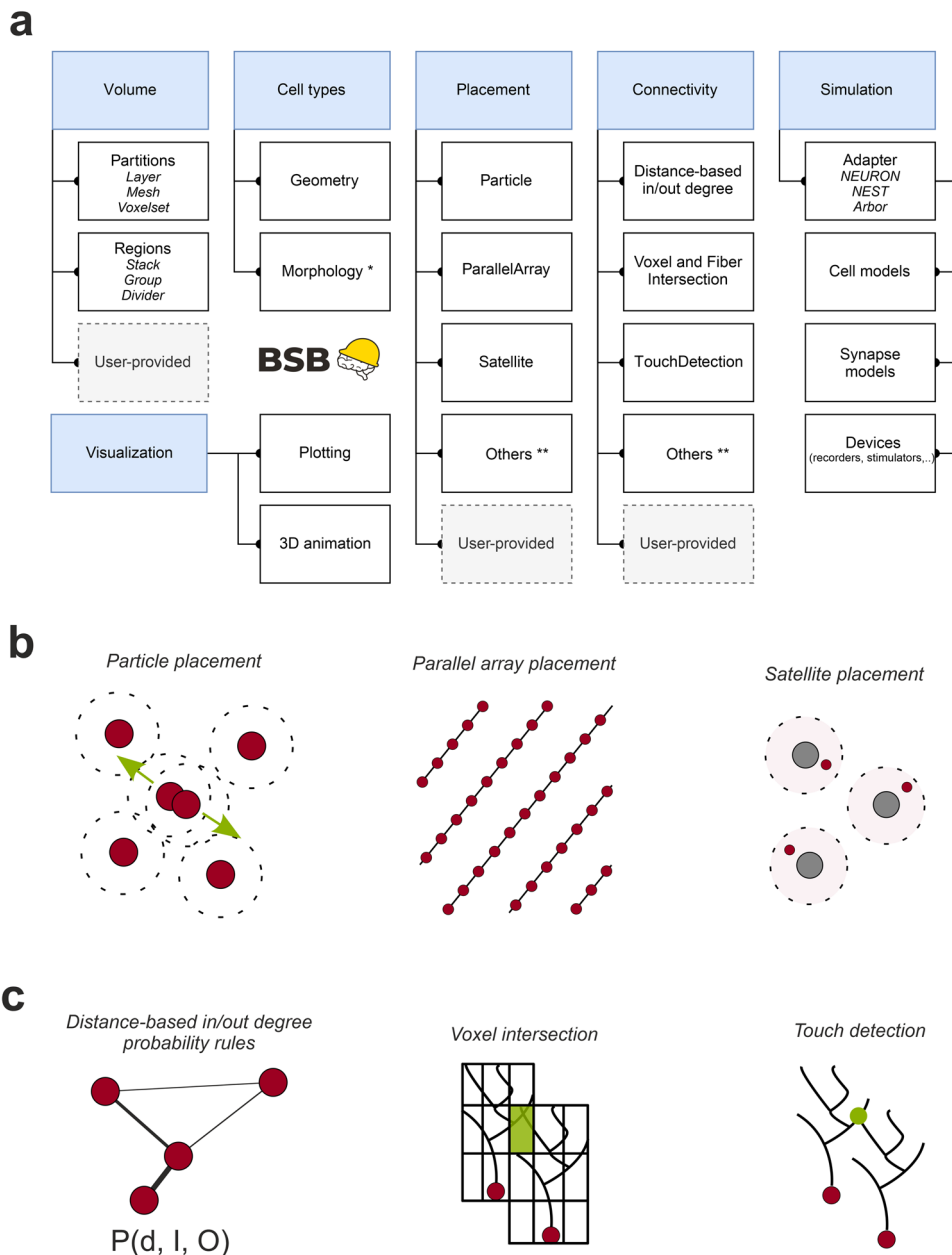 a
Volume
Cell types
Placement
Connectivity
Simulation
Partitions
Layer
Mesh
Voxelset
Geometry
Particle
Distance-based
in/out degree
Adapter
NEURON
NEST
Arbor
Regions
Stack
Group
Divider
Morphology *
ParallelArray
Voxel and Fiber
Intersection
Cell models
User-provided
BSB
Satellite
TouchDetection
Synapse
models
Visualization
Plotting
Others **
Others **
Devices
(recorders, stimulators,..)
3D animation
User-provided
User-provided
b
Particle placement
Parallel array placement
Satellite placement
c
Distance-based in/out degree
probability rules
Voxel intersection
Touch detection
P(d, I, O)